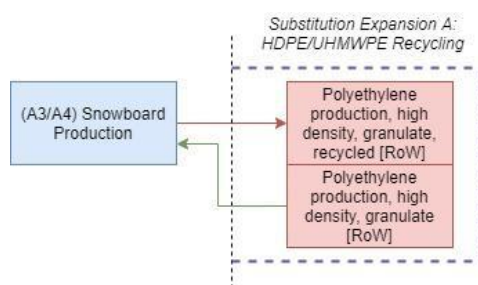 Substitution Expansion A:
HDPE/UHMWPE Recycling
(A3/A4) Snowboard
Production
Polyethylene
production, high
density, granulate,
recycled [RoW]
Polyethylene
production, high
density, granulate
[RoW]